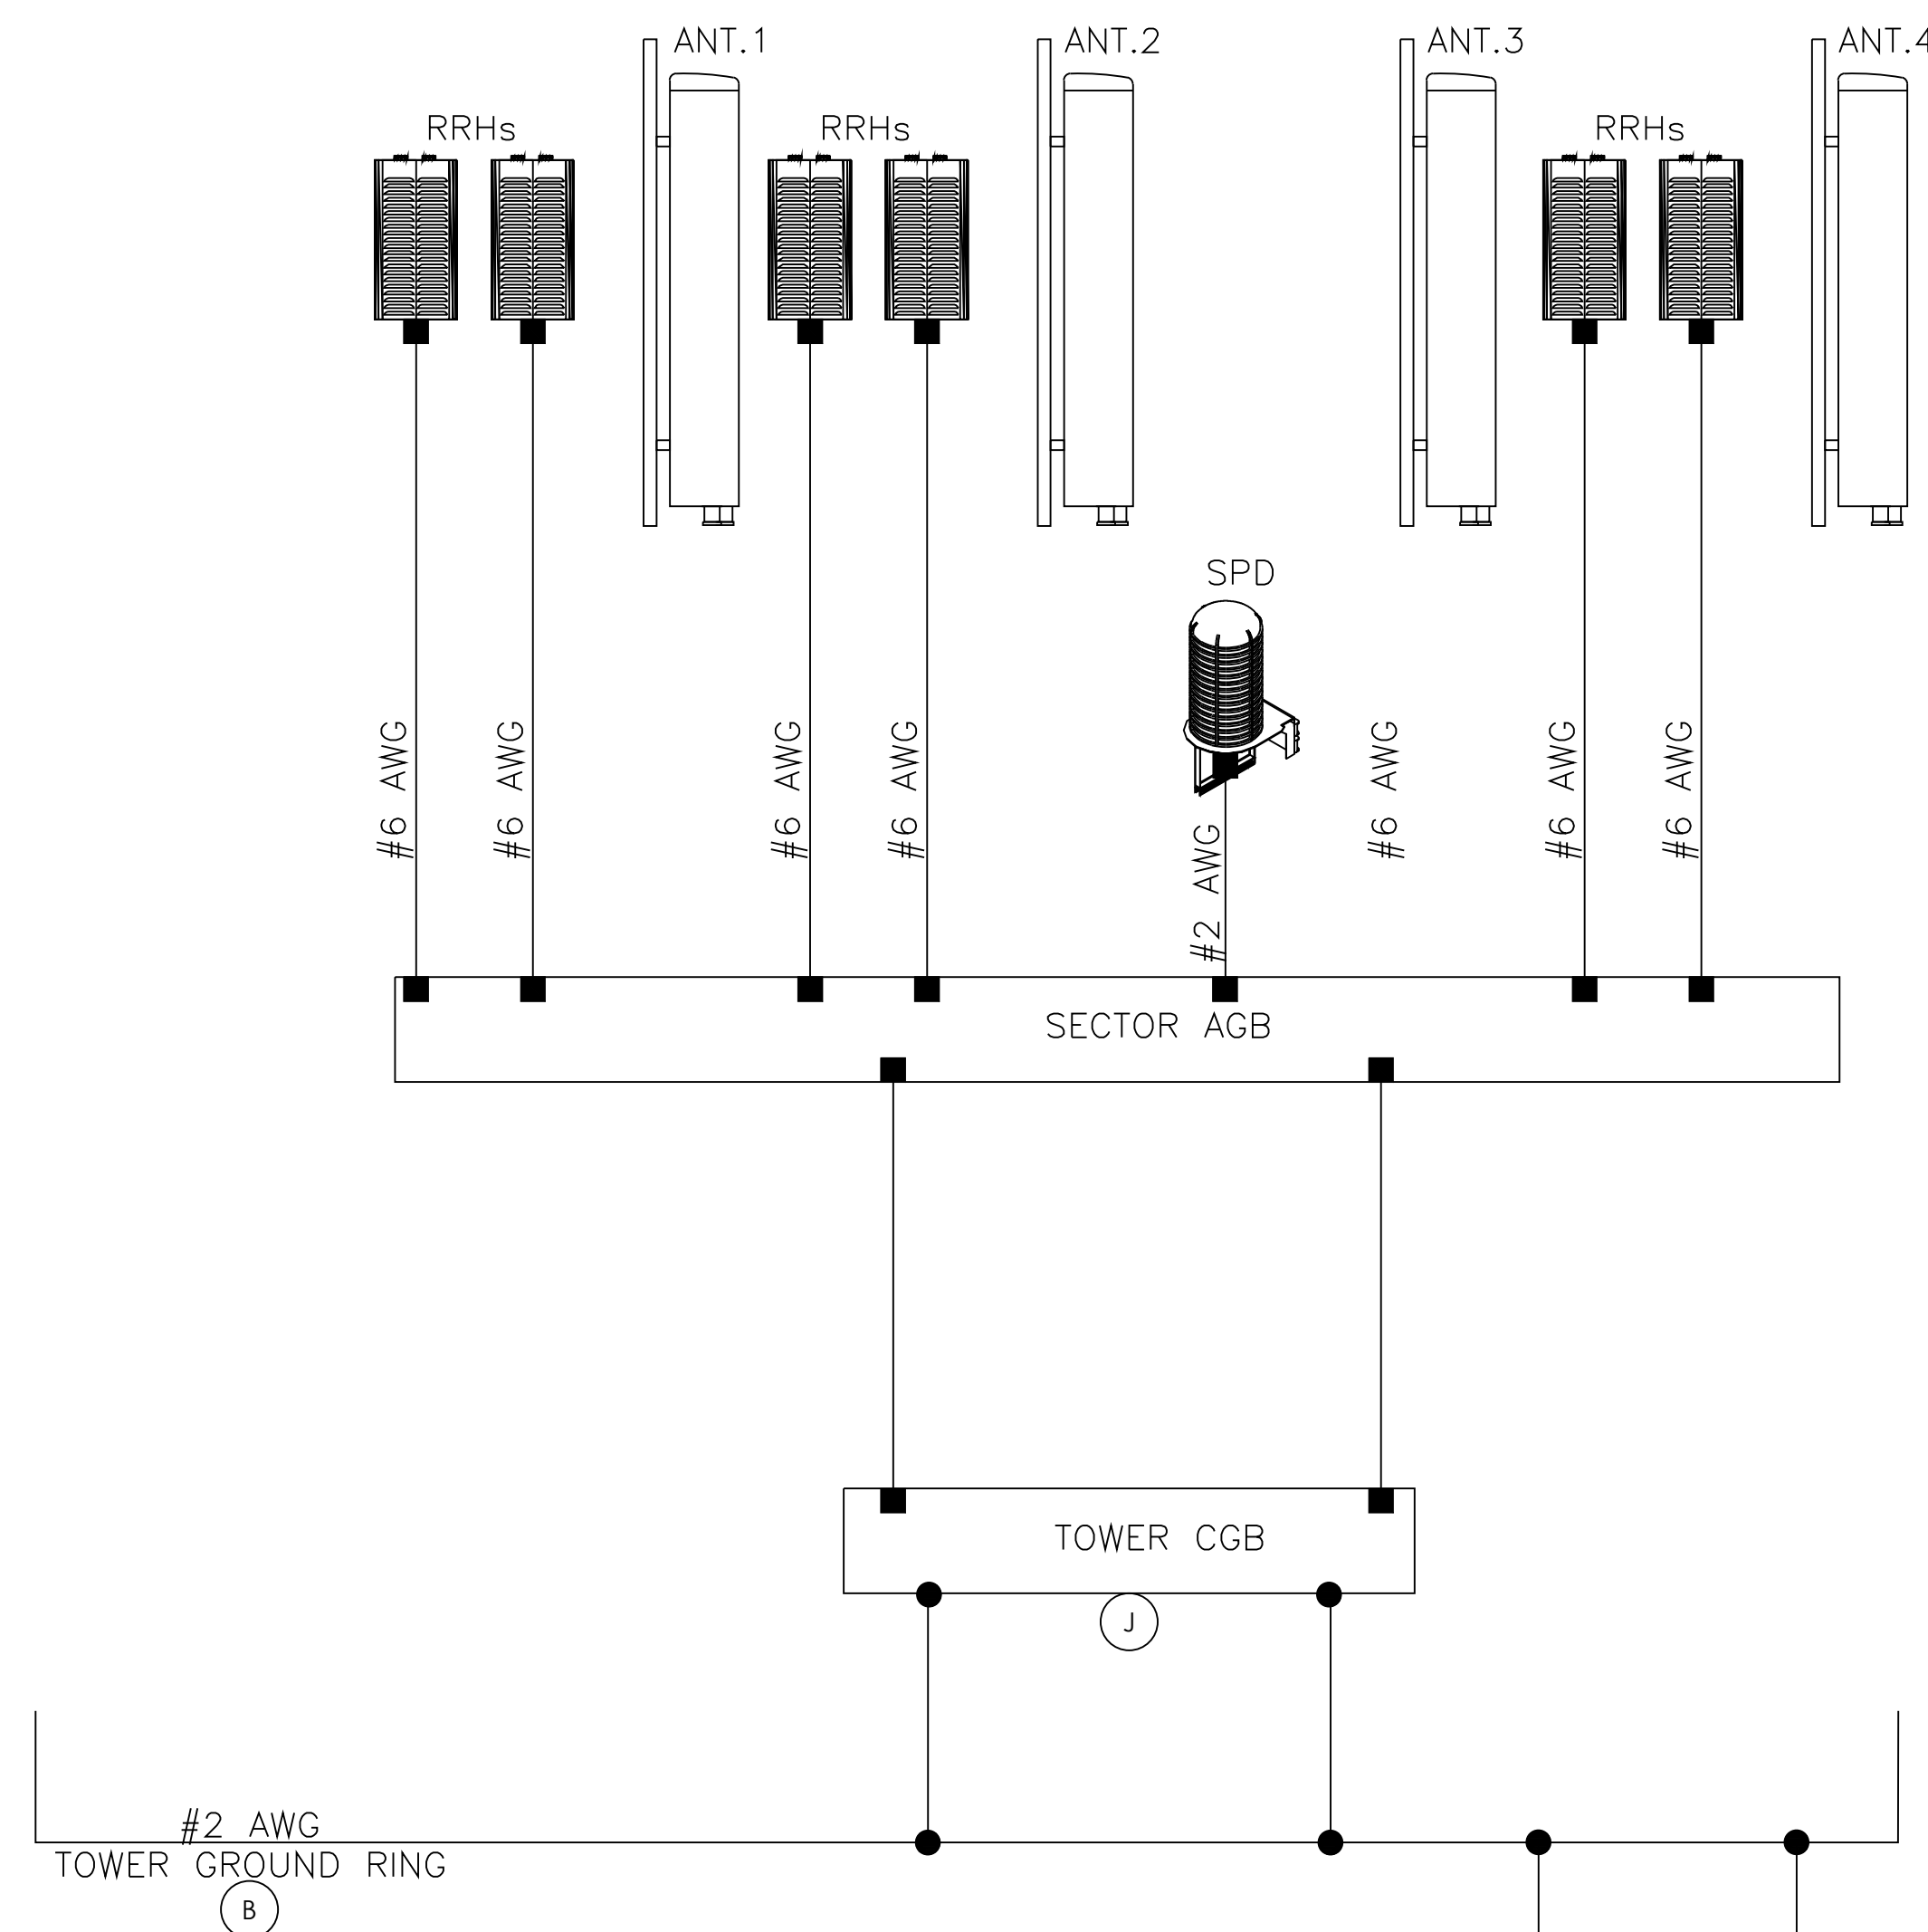 ANT.1
ANT.2
ANT.3
ANT.4
RRHs
RRHs
RRHs
SPD
#6 AWG
#6 AWG
#6 AWG
#6 AWG
#2 AWG
#6 AWG
#6 AWG
#6 AWG
SECTOR AGB
TOWER CGB
J
#2 AWG
TOWER GROUND RING
B